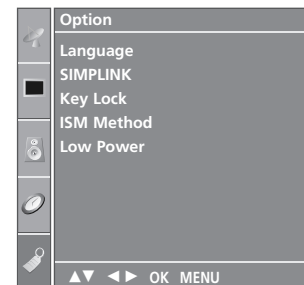 Option
Language
SIMPLINK
Key Lock
ISM Method
Low Power
▲▼ ◄► OK MENU